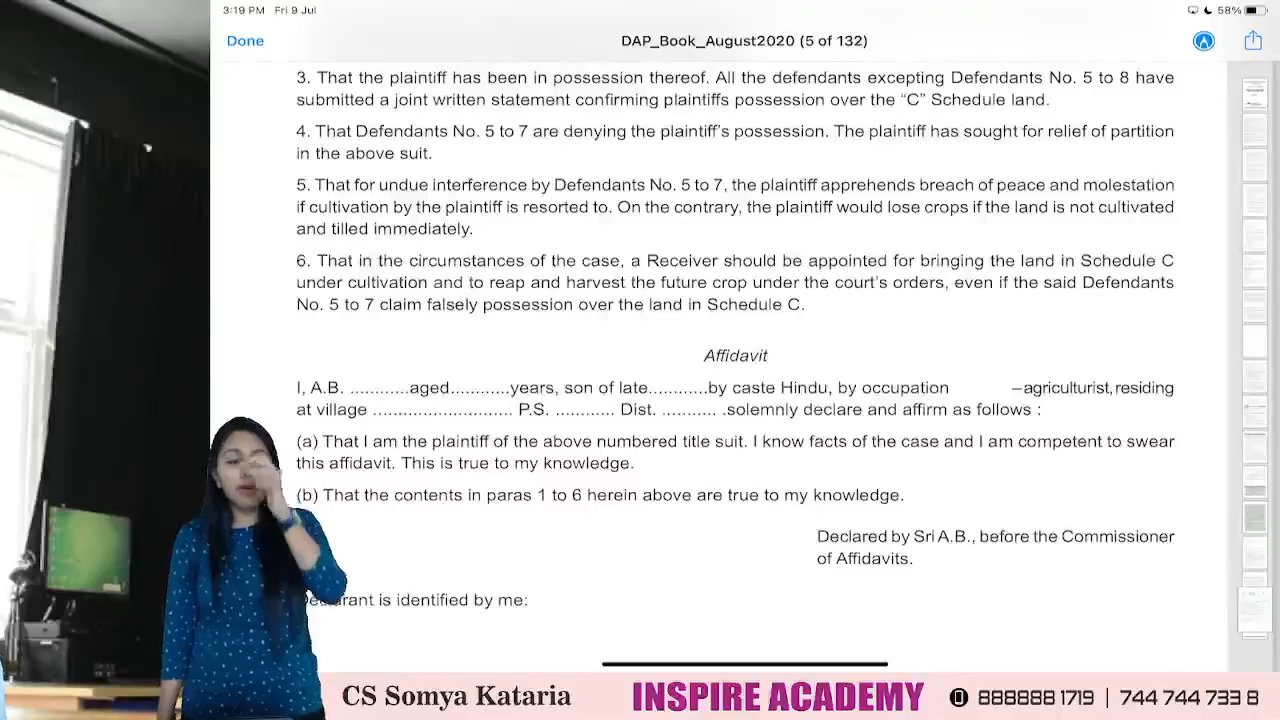 3:19 PM Fri 9 Jul
58%
Done
DAP_Book_August2020 (5 of 132)
3. That the plaintiff has been in possession thereof. All the defendants excepting Defendants No. 5 to 8 have
submitted a joint written statement confirming plaintiffs possession over the “C” Schedule land.
4. That Defendants No. 5 to 7 are denying the plaintiff’s possession. The plaintiff has sought for relief of partition
in the above suit.
5. That for undue interference by Defendants No. 5 to 7, the plaintiff apprehends breach of peace and molestation
if cultivation by the plaintiff is resorted to. On the contrary, the plaintiff would lose crops if the land is not cultivated
and tilled immediately.
6. That in the circumstances of the case, a Receiver should be appointed for bringing the land in Schedule C
under cultivation and to reap and harvest the future crop under the court’s orders, even if the said Defendants
No. 5 to 7 claim falsely possession over the land in Schedule C.
Affidavit
I, A.B. ............aged............years, son of late............by caste Hindu, by occupation –agriculturist, residing
at village ............................ P.S. ............ Dist. .......... .solemnly declare and affirm as follows :
(a) That I am the plaintiff of the above numbered title suit. I know facts of the case and I am competent to swear
this affidavit. This is true to my knowledge.
(b) That the contents in paras 1 to 6 herein above are true to my knowledge.
Declared by Sri A.B., before the Commissioner
of Affidavits.
is identified by me:
CS Somya Kataria
INSPIRE ACADEMY
888888 1719 | 744 744 733 8